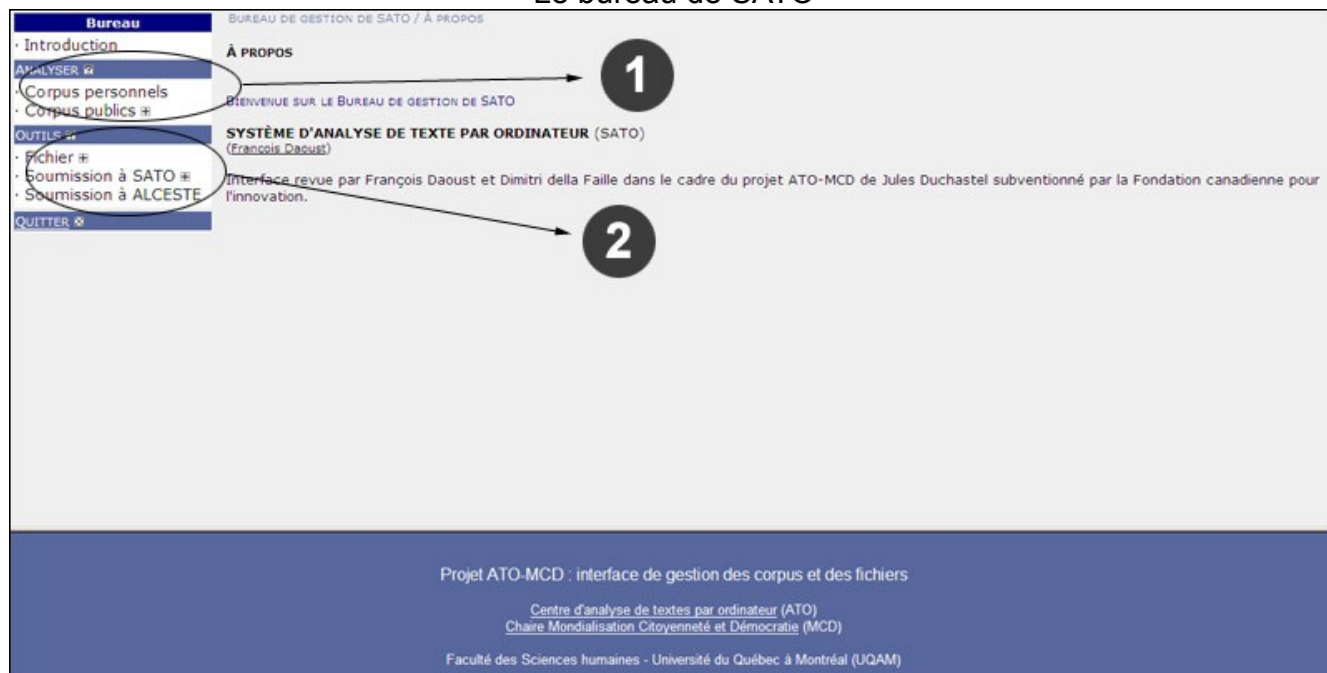 Le bureau de SATO
Bureau
· Introduction
ANALYSER
· Corpus personnels
· Corpus publics
OUTILS
· Fichier
· Soumission à SATO
· Soumission à ALCESTE
QUITTER
BUREAU DE GESTION DE SATO / À PROPOS
À PROPOS
1
BIENVENUE SUR LE BUREAU DE GESTION DE SATO
SYSTÈME D'ANALYSE DE TEXTE PAR ORDINATEUR (SATO)
(François Daoust)
Interface revue par François Daoust et Dimitri della Faille dans le cadre du projet ATO-MCD de Jules Duchastel subventionné par la Fondation canadienne pour
l'innovation.
2
Projet ATO-MCD : interface de gestion des corpus et des fichiers
Centre d'analyse de textes par ordinateur (ATO)
Chaire Mondialisation Citoyenneté et Démocratie (MCD)
Faculté des Sciences humaines - Université du Québec à Montréal (UQAM)